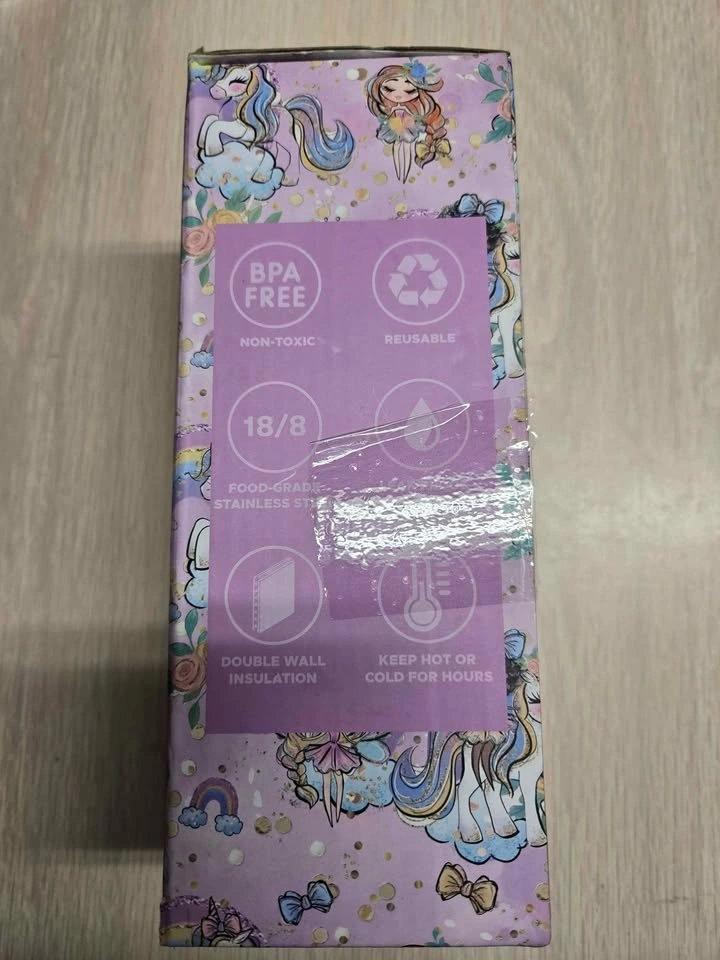 BPA
FREE
NON-TOXIC
REUSABLE
18/8
FOOD-GRADE
STAINLESS
DOUBLE WALL
INSULATION
KEEP HOT OR
COLD FOR HOURS